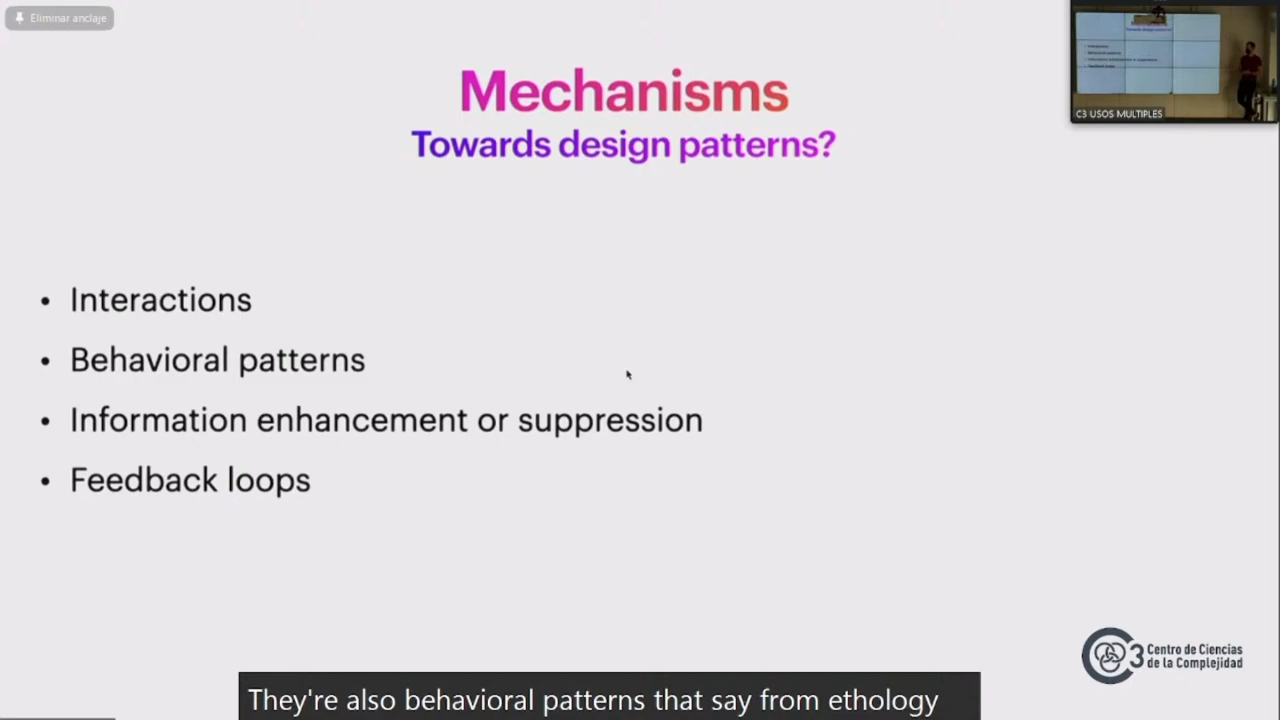 Eliminar anclaje
Mechanisms
Towards design patterns?
C3 USOS MULTIPLES
• Interactions
• Behavioral patterns
• Information enhancement or suppression
• Feedback loops
C3 Centro de Ciencias
de la Complejidad
They're also behavioral patterns that say from ethology